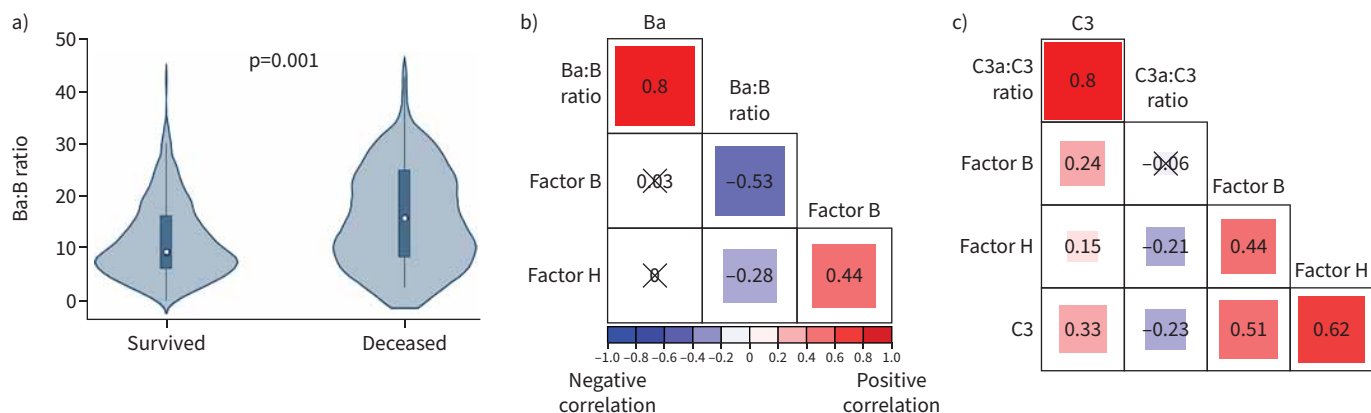 a)
p=0.001
Ba:B ratio
50
40
30
20
10
0
Survived
Deceased
b)
Ba
Ba:B
ratio
0.8
Ba:B
ratio
Factor B
0.03
−0.53
Factor B
Factor H
0
−0.28
0.44
−1.0 −0.8 −0.6 −0.4 −0.2 0 0.2 0.4 0.6 0.8 1.0
Negative
correlation
Positive
correlation
c)
C3
C3a:C3
ratio
0.8
C3a:C3
ratio
Factor B
0.24
−0.06
Factor B
Factor H
0.15
−0.21
0.44
Factor H
C3
0.33
−0.23
0.51
0.62